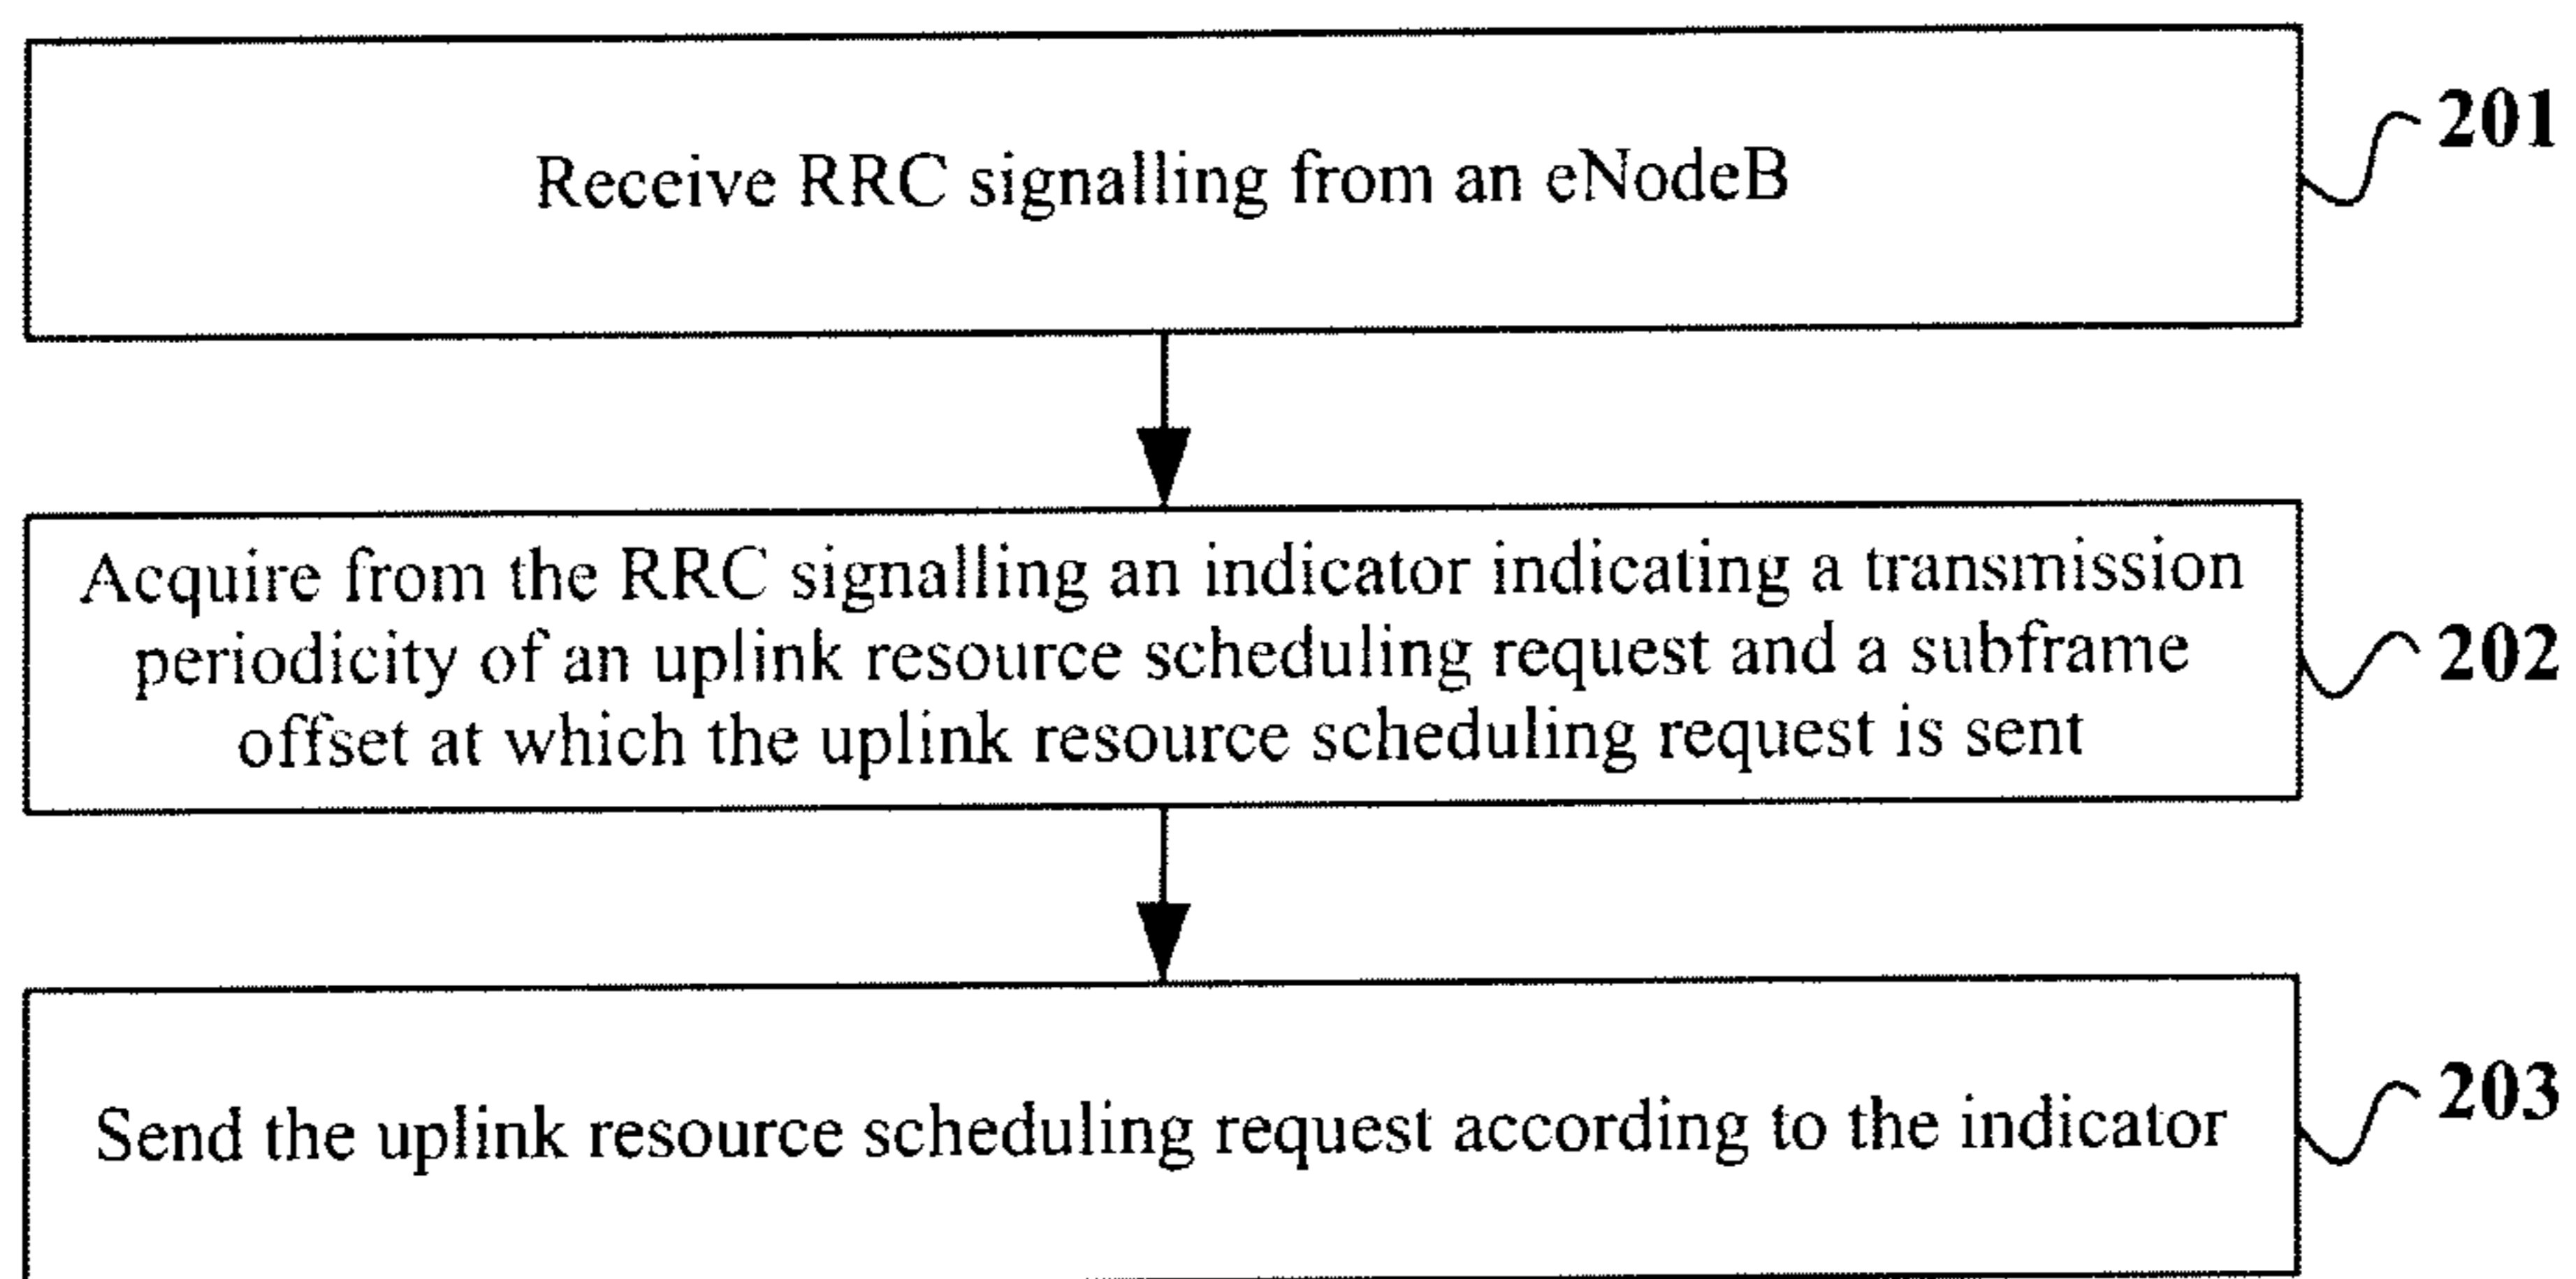 Receive RRC signalling from an eNodeB
201
Acquire from the RRC signalling an indicator indicating a transmission
periodicity of an uplink resource scheduling request and a subframe
offset at which the uplink resource scheduling request is sent
202
Send the uplink resource scheduling request according to the indicator
203